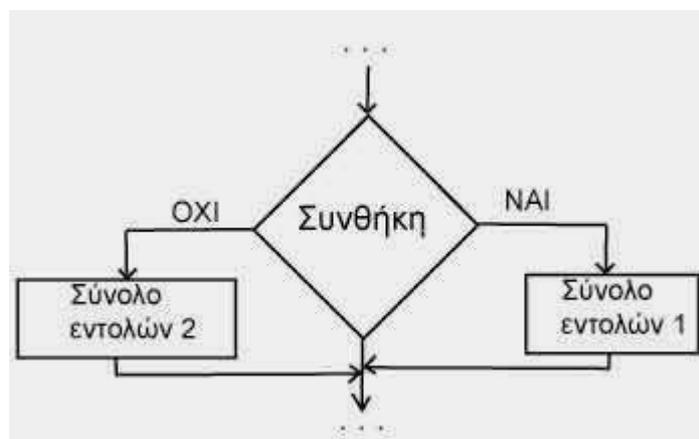 . . .
ΟΧΙ
Συνθήκη
ΝΑΙ
Σύνολο
εντολών 2
Σύνολο
εντολών 1
. . .